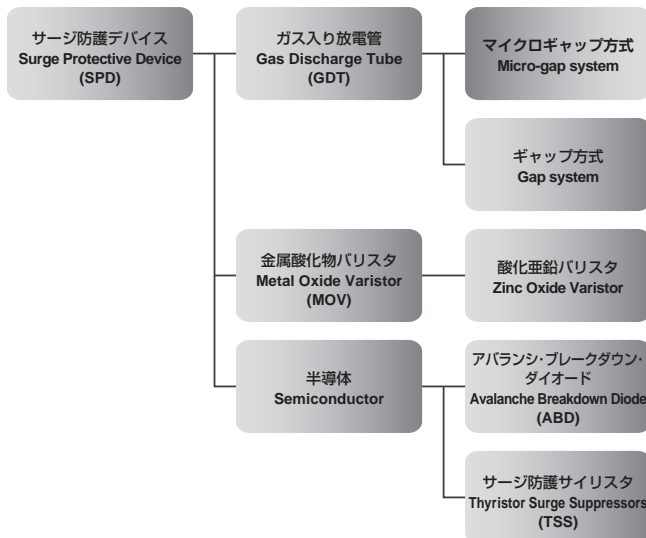 サージ防護デバイス
Surge Protective Device
(SPD)
ガス入り放電管
Gas Discharge Tube
(GDT)
マイクロギャップ方式
Micro-gap system
ギャップ方式
Gap system
金属酸化物バリスタ
Metal Oxide Varistor
(MOV)
酸化亜鉛バリスタ
Zinc Oxide Varistor
半導体
Semiconductor
アバランシ・ブレークダウン・
ダイオード
Avalanche Breakdown Diode
(ABD)
サージ防護サイリスタ
Thyristor Surge Suppressors
(TSS)